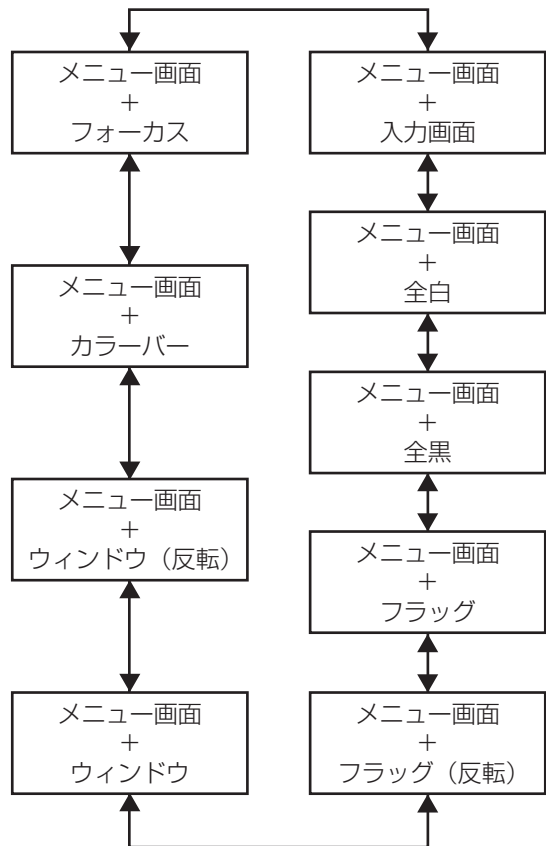 メニュー画面
+
フォーカス
メニュー画面
+
カラーバー
メニュー画面
+
ウィンドウ（反転）
メニュー画面
+
ウィンドウ
メニュー画面
+
入力画面
メニュー画面
+
全白
メニュー画面
+
全黒
メニュー画面
+
フラッグ
メニュー画面
+
フラッグ（反転）